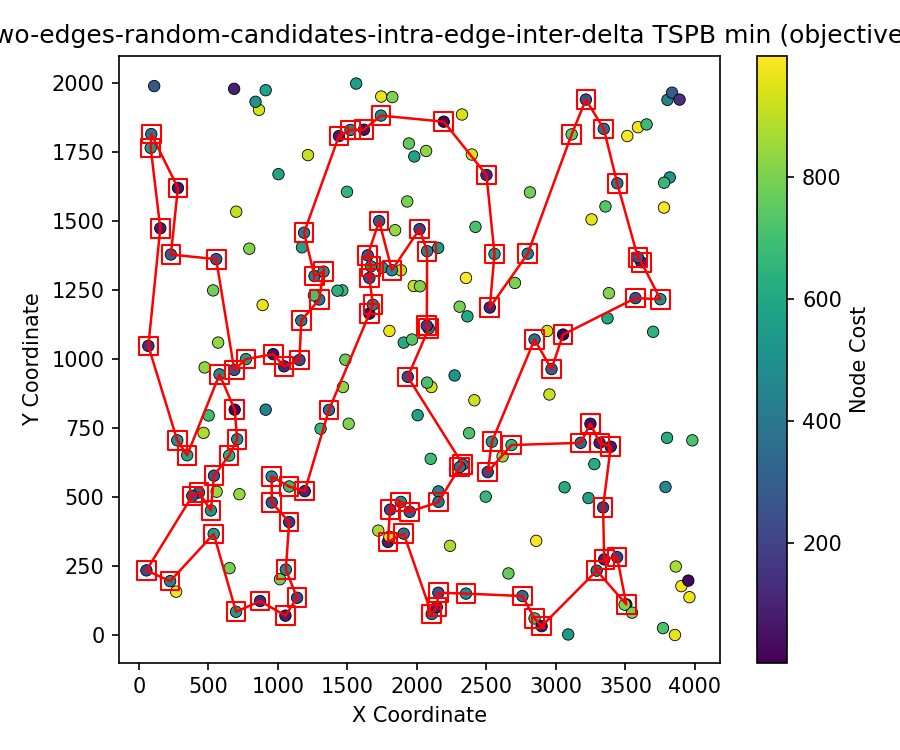 wo-edges-random-candidates-intra-edge-inter-delta TSPB min (objective
2000
1750
1500
1250
1000
750
500
250
0
Y Coordinate
0 500 1000 1500 2000 2500 3000 3500 4000
X Coordinate
800
600
400
200
Node Cost